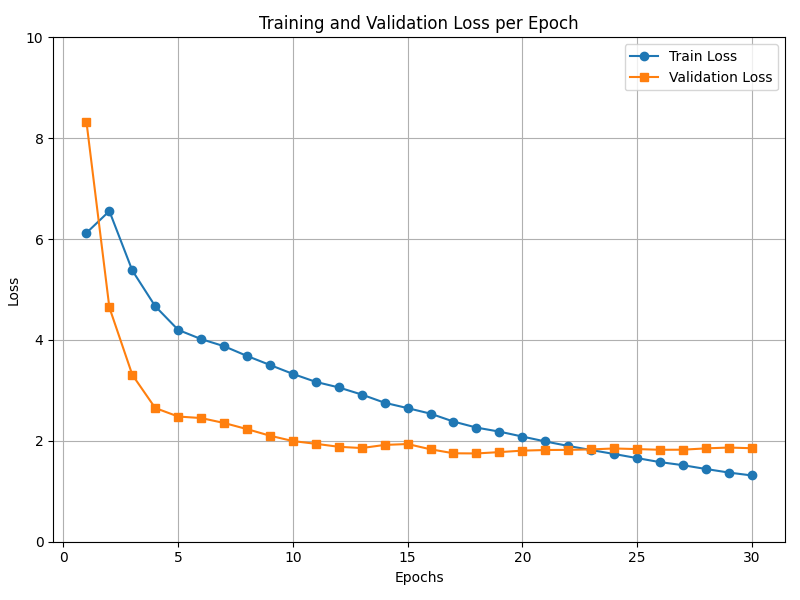 Training and Validation Loss per Epoch
Train Loss
Validation Loss
10
8
6
4
2
0
Loss
0 5 10 15 20 25 30
Epochs